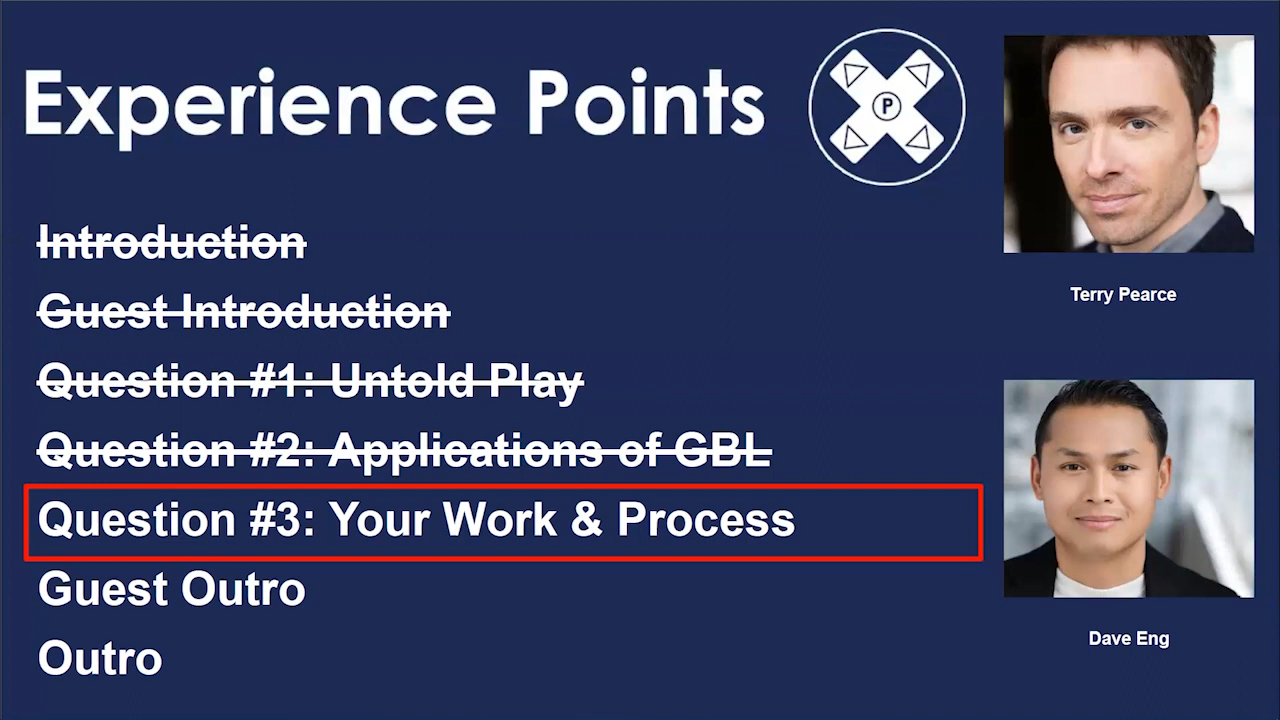 Experience Points
P
Introduction
Guest Introduction
Question #1: Untold Play
Question #2: Applications of GBL
Question #3: Your Work & Process
Guest Outro
Outro
Terry Pearce
Dave Eng